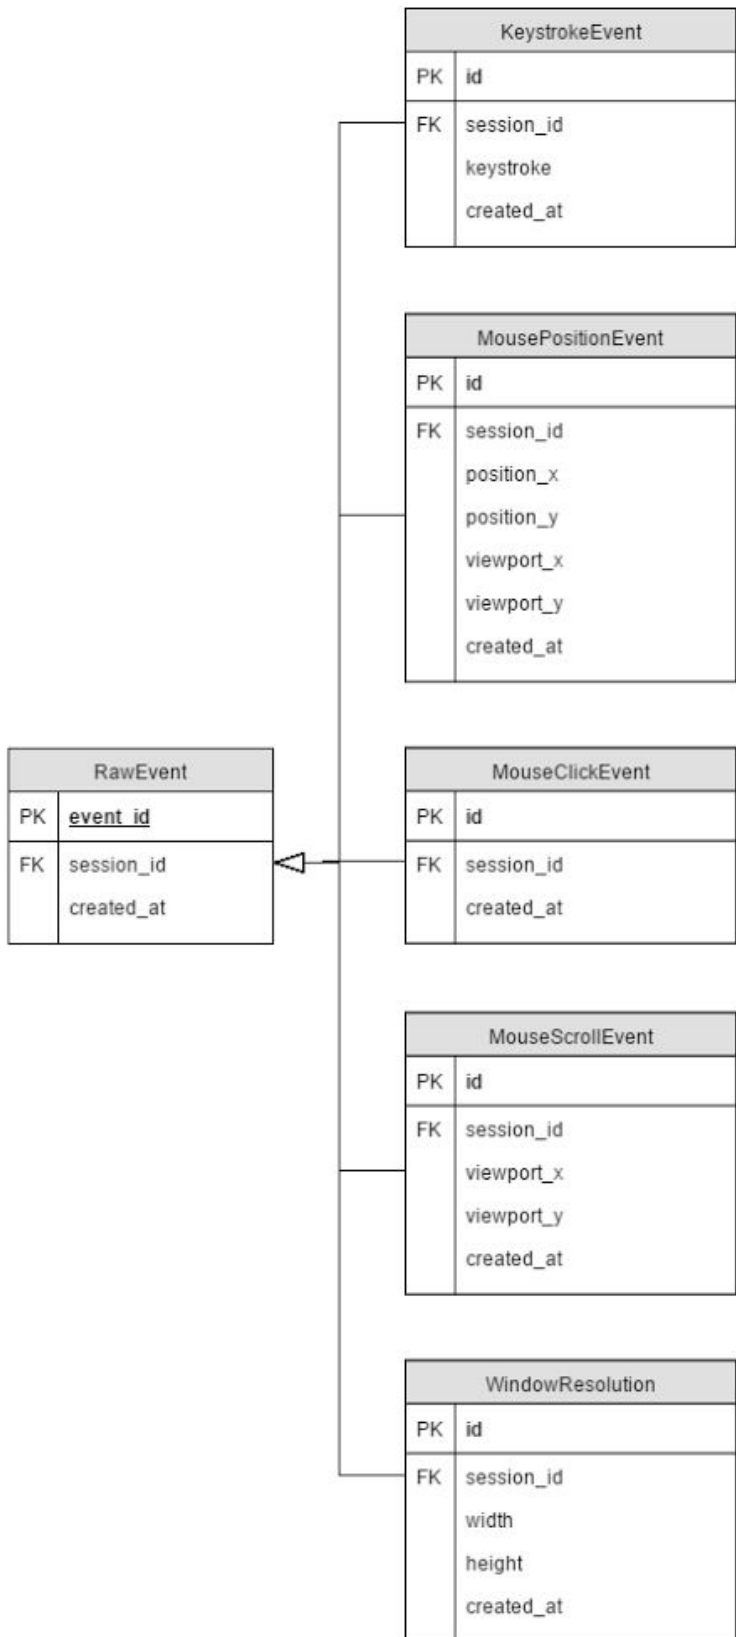 KeystrokeEvent
PK id
FK session_id
keystroke
created_at
MousePositionEvent
PK id
FK session_id
position_x
position_y
viewport_x
viewport_y
created_at
RawEvent
PK event_id
FK session_id
created_at
MouseClickEvent
PK id
FK session_id
created_at
MouseScrollEvent
PK id
FK session_id
viewport_x
viewport_y
created_at
WindowResolution
PK id
FK session_id
width
height
created_at